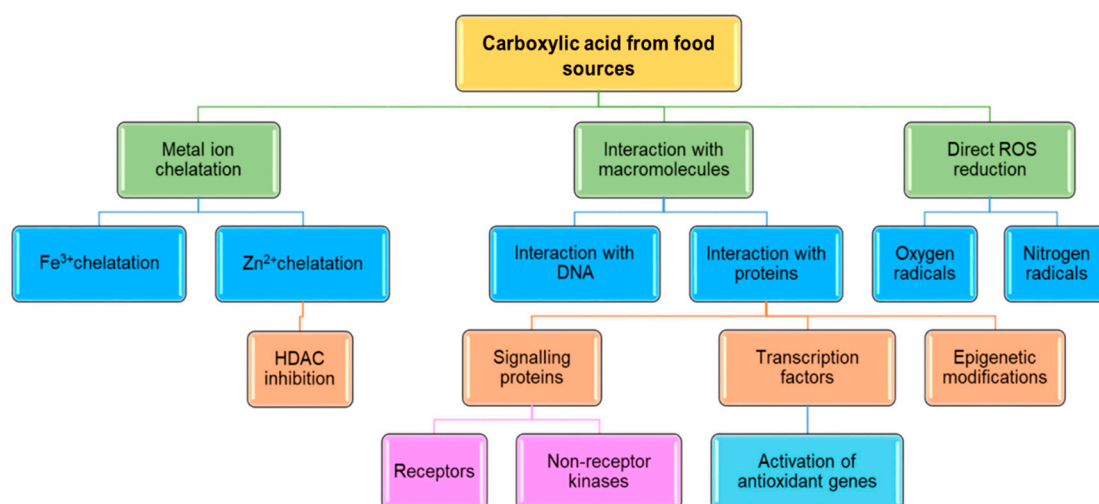 Carboxylic acid from food
sources
Metal ion
chelatation
Interaction with
macromolecules
Direct ROS
reduction
Fe³⁺chelatation
Zn²⁺chelatation
Interaction with
DNA
Interaction with
proteins
Oxygen
radicals
Nitrogen
radicals
HDAC
inhibition
Signalling
proteins
Transcription
factors
Epigenetic
modifications
Receptors
Non-receptor
kinases
Activation of
antioxidant genes